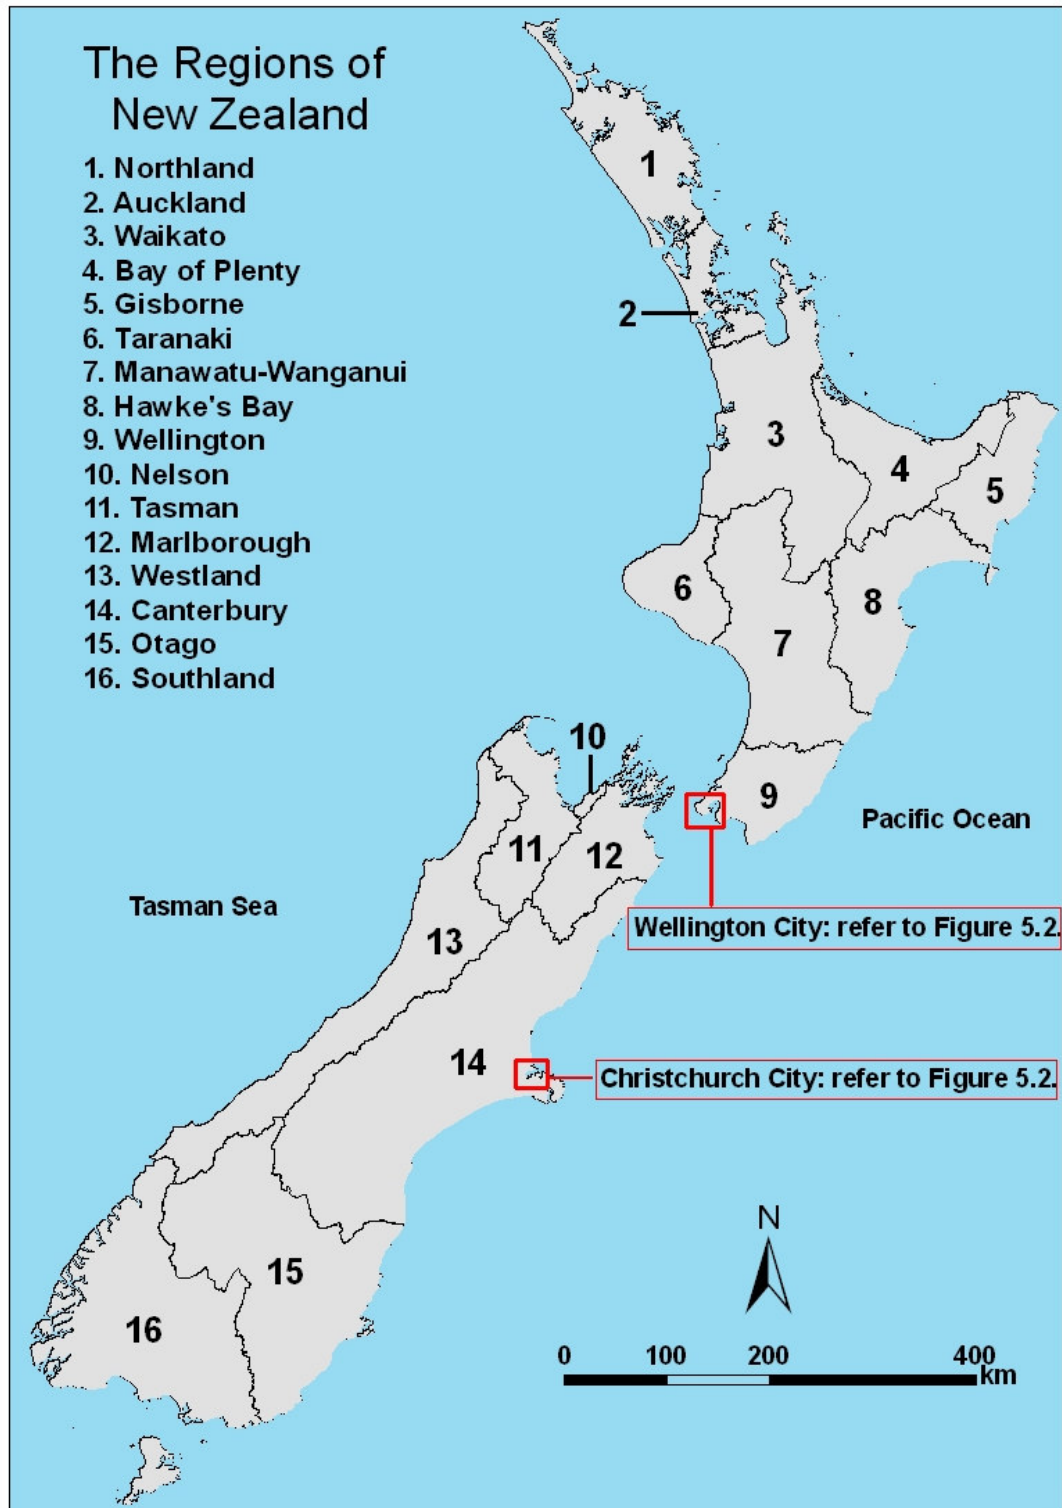 The Regions of
New Zealand
1. Northland
2. Auckland
3. Waikato
4. Bay of Plenty
5. Gisborne
6. Taranaki
7. Manawatu-Wanganui
8. Hawke's Bay
9. Wellington
10. Nelson
11. Tasman
12. Marlborough
13. Westland
14. Canterbury
15. Otago
16. Southland
1
2
3
4
5
6
7
8
9
10
11
12
13
14
15
16
Pacific Ocean
Tasman Sea
Wellington City: refer to Figure 5.2.
Christchurch City: refer to Figure 5.2.
N
0 100 200 400
km